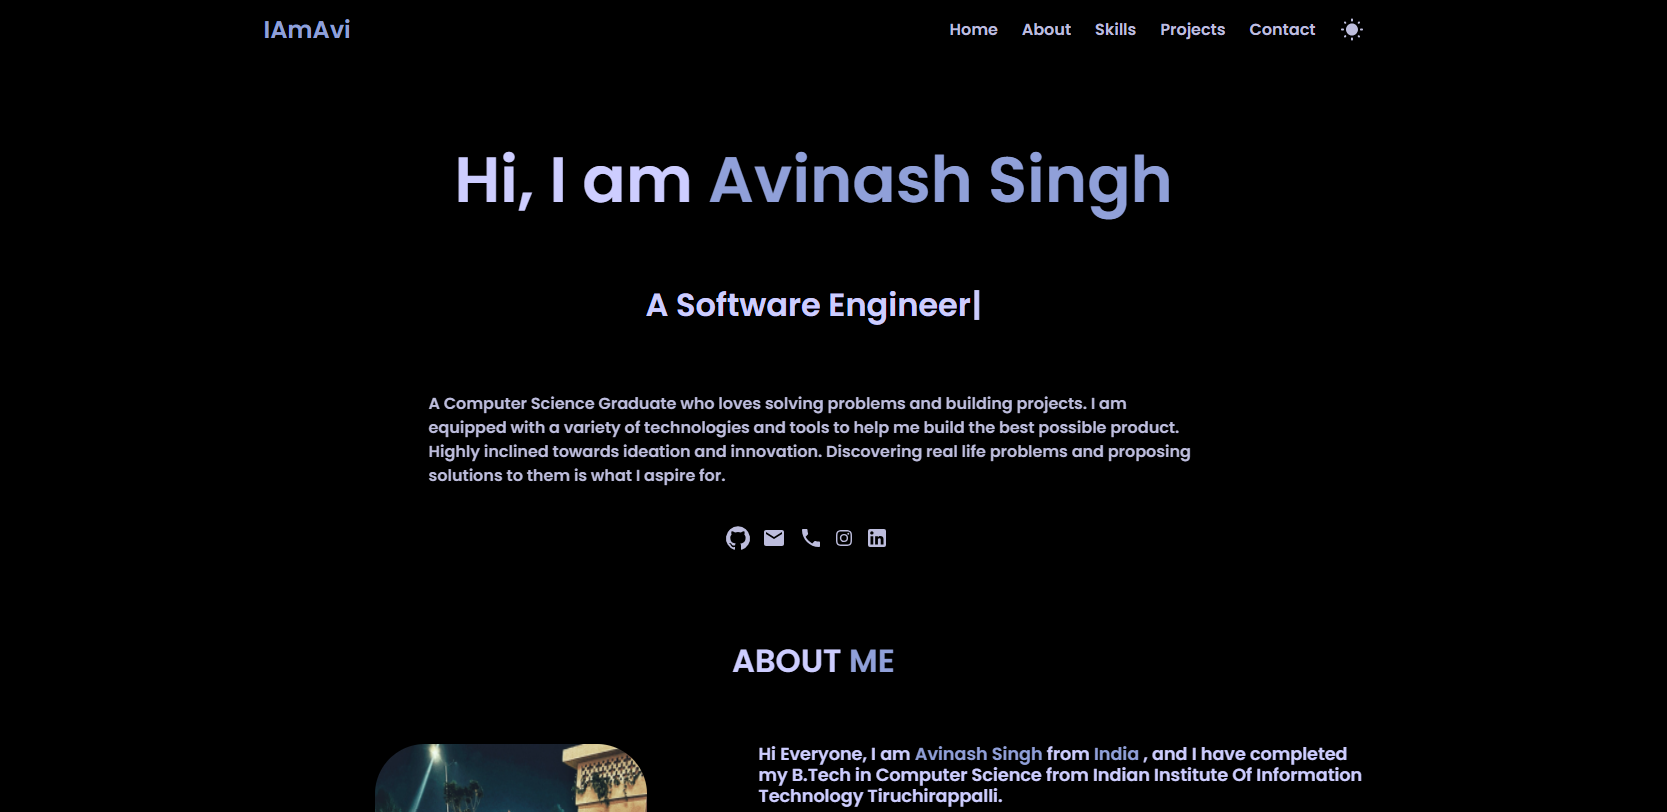 IAmAvi
Home About Skills Projects Contact
Hi, I am Avinash Singh
A Software Engineer|
A Computer Science Graduate who loves solving problems and building projects. I am
equipped with a variety of technologies and tools to help me build the best possible product.
Highly inclined towards ideation and innovation. Discovering real life problems and proposing
solutions to them is what I aspire for.
ABOUT ME
Hi Everyone, I am Avinash Singh from India , and I have completed
my B.Tech in Computer Science from Indian Institute Of Information
Technology Tiruchirappalli.